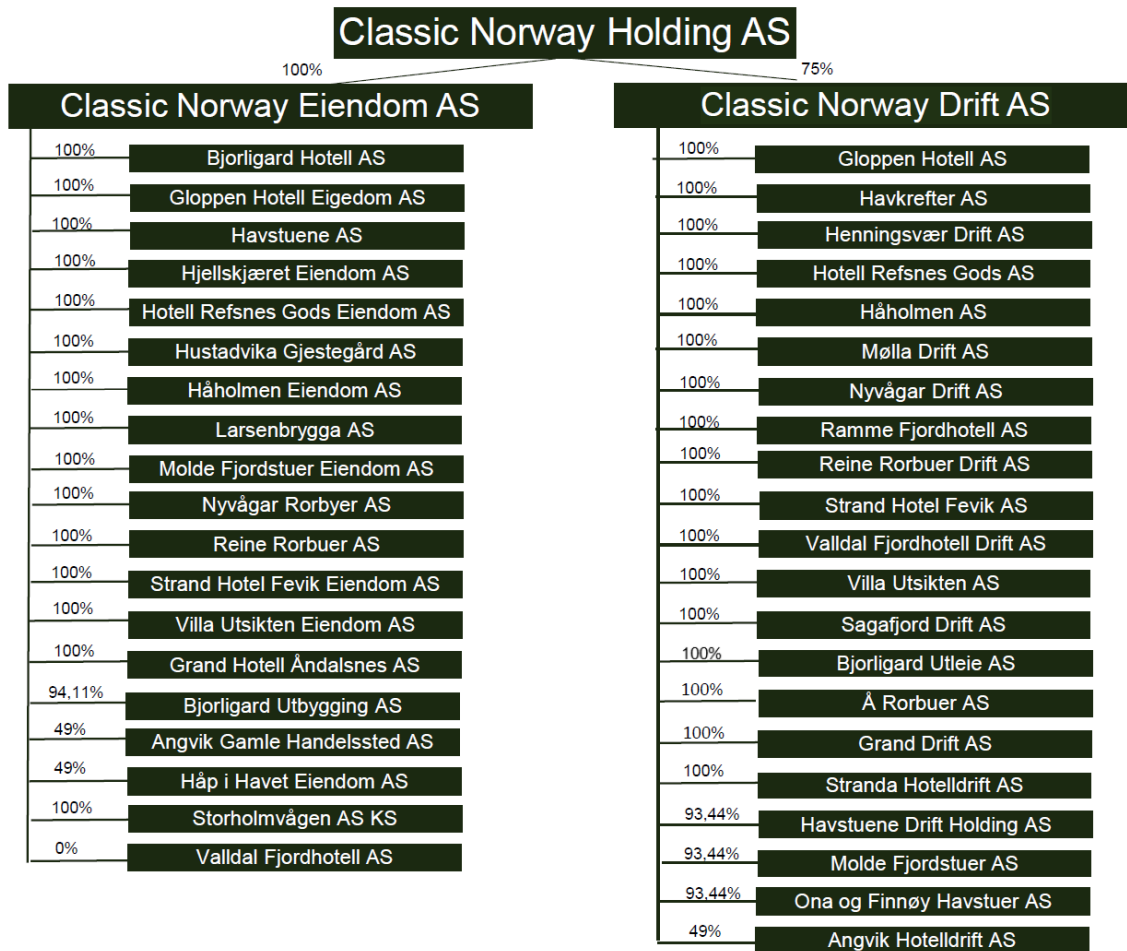 Classic Norway Holding AS
100%
75%
Classic Norway Eiendom AS
100%
Bjorligard Hotell AS
100%
Gloppen Hotell Eigedom AS
100%
Havstuene AS
100%
Hjellskjæret Eiendom AS
100%
Hotell Refsnes Gods Eiendom AS
100%
Hustadvika Gjestegård AS
100%
Håholmen Eiendom AS
100%
Larsenbrygga AS
100%
Molde Fjordstuer Eiendom AS
100%
Nyvågar Rorbyer AS
100%
Reine Rorbuer AS
100%
Strand Hotel Fevik Eiendom AS
100%
Villa Utsikten Eiendom AS
100%
Grand Hotell Åndalsnes AS
94,11%
Bjorligard Utbygging AS
49%
Angvik Gamle Handelssted AS
49%
Håp i Havet Eiendom AS
100%
Storholmvågen AS KS
0%
Valldal Fjordhotell AS
Classic Norway Drift AS
100%
Gloppen Hotell AS
100%
Havkrefter AS
100%
Henningsvær Drift AS
100%
Hotell Refsnes Gods AS
100%
Håholmen AS
100%
Mølla Drift AS
100%
Nyvågar Drift AS
100%
Ramme Fjordhotell AS
100%
Reine Rorbuer Drift AS
100%
Strand Hotel Fevik AS
100%
Valldal Fjordhotell Drift AS
100%
Villa Utsikten AS
100%
Sagafjord Drift AS
100%
Bjorligard Utleie AS
100%
Å Rorbuer AS
100%
Grand Drift AS
100%
Stranda Hotelldrift AS
93,44%
Havstuene Drift Holding AS
93,44%
Molde Fjordstuer AS
93,44%
Ona og Finnøy Havstuer AS
49%
Angvik Hotelldrift AS